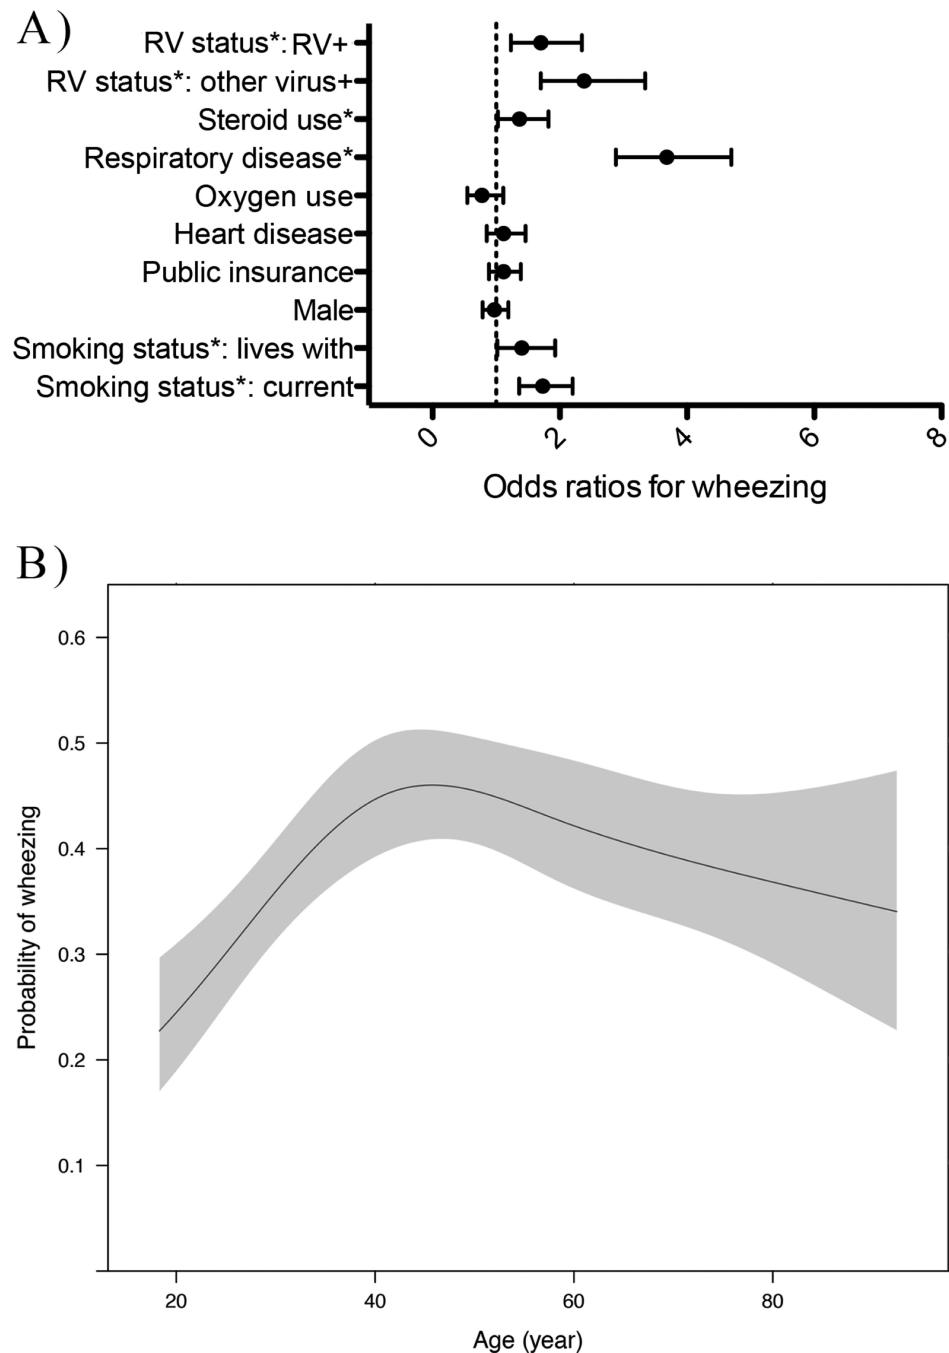 A)
RV status*: RV+
RV status*: other virus+
Steroid use*
Respiratory disease*
Oxygen use
Heart disease
Public insurance
Male
Smoking status*: lives with
Smoking status*: current
0 2 4 6 8
Odds ratios for wheezing
B)
Probability of wheezing
0.6
0.5
0.4
0.3
0.2
0.1
20 40 60 80
Age (year)